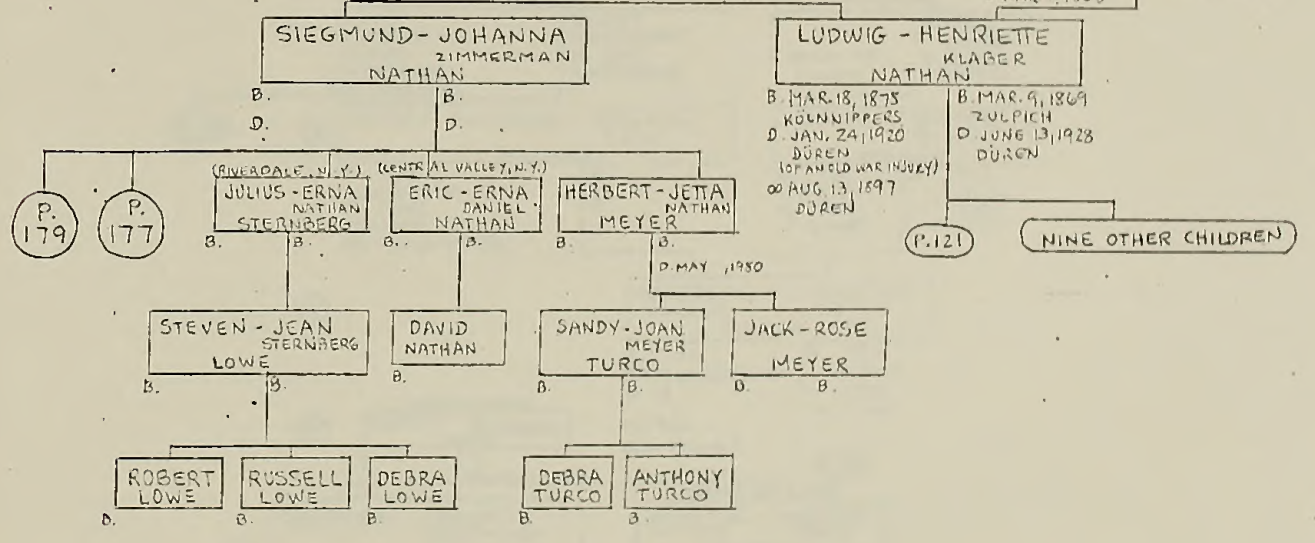 SIEGMUND - JOHANNA
ZIMMERMAN
NATHAN
B.
B.
D.
D.
LUDWIG - HENRIETTE
KLABER
NATHAN
B. MAR. 18, 1875
KÖLNNIPPERS
D. JAN. 24, 1920
DÜREN
(OF AN OLD WAR INJURY)
∞ AUG. 13, 1897
DÜREN
B. MAR. 9, 1869
ZULPICH
D. JUNE 13, 1928
DÜREN
P.
179
P.
177
(RIVERDALE, N.Y.)
JULIUS - ERNA
NATHAN
STERNBERG
B.
B.
(CENTRAL VALLEY, N.Y.)
ERIC - ERNA
DANIEL
NATHAN
B.
B.
HERBERT - JETTA
NATHAN
MEYER
B.
B.
D. MAY , 1980
P. 121
NINE OTHER CHILDREN
STEVEN - JEAN
STERNBERG
LOWE
B.
B.
DAVID
NATHAN
B.
SANDY - JOAN
MEYER
TURCO
B.
B.
JACK - ROSE
MEYER
B.
B.
ROBERT
LOWE
B.
RUSSELL
LOWE
B.
DEBRA
LOWE
B.
DEBRA
TURCO
B.
ANTHONY
TURCO
B.